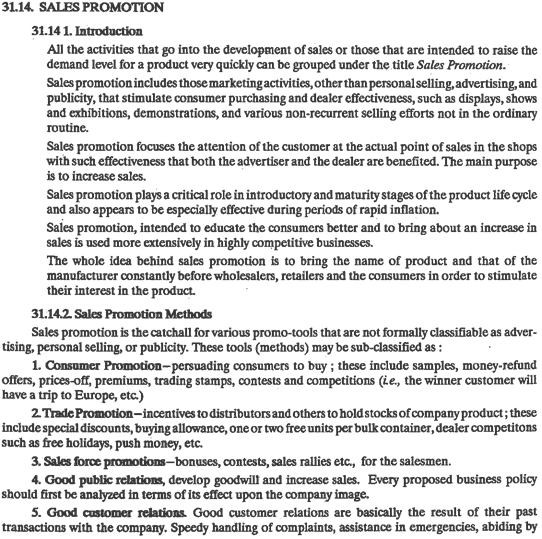 31.14. SALES PROMOTION
31.14 1. Introduction
All the activities that go into the development of sales or those that are intended to raise the
demand level for a product very quickly can be grouped under the title Sales Promotion.
Sales promotion includes those marketing activities, other than personal selling, advertising, and
publicity, that stimulate consumer purchasing and dealer effectiveness, such as displays, shows
and exhibitions, demonstrations, and various non-recurrent selling efforts not in the ordinary
routine.
Sales promotion focuses the attention of the customer at the actual point of sales in the shops
with such effectiveness that both the advertiser and the dealer are benefited. The main purpose
is to increase sales.
Sales promotion plays a critical role in introductory and maturity stages of the product life cycle
and also appears to be especially effective during periods of rapid inflation.
Sales promotion, intended to educate the consumers better and to bring about an increase in
sales is used more extensively in highly competitive businesses.
The whole idea behind sales promotion is to bring the name of product and that of the
manufacturer constantly before wholesalers, retailers and the consumers in order to stimulate
their interest in the product.
31.14.2. Sales Promotion Methods
Sales promotion is the catchall for various promo-tools that are not formally classifiable as adver-
tising, personal selling, or publicity. These tools (methods) may be sub-classified as :
1. Consumer Promotion—persuading consumers to buy ; these include samples, money-refund
offers, prices-off, premiums, trading stamps, contests and competitions (i.e., the winner customer will
have a trip to Europe, etc.)
2. Trade Promotion—incentives to distributors and others to hold stocks of company product ; these
include special discounts, buying allowance, one or two free units per bulk container, dealer competitons
such as free holidays, push money, etc.
3. Sales force promotions—bonuses, contests, sales rallies etc., for the salesmen.
4. Good public relations, develop goodwill and increase sales. Every proposed business policy
should first be analyzed in terms of its effect upon the company image.
5. Good customer relations. Good customer relations are basically the result of their past
transactions with the company. Speedy handling of complaints, assistance in emergencies, abiding by